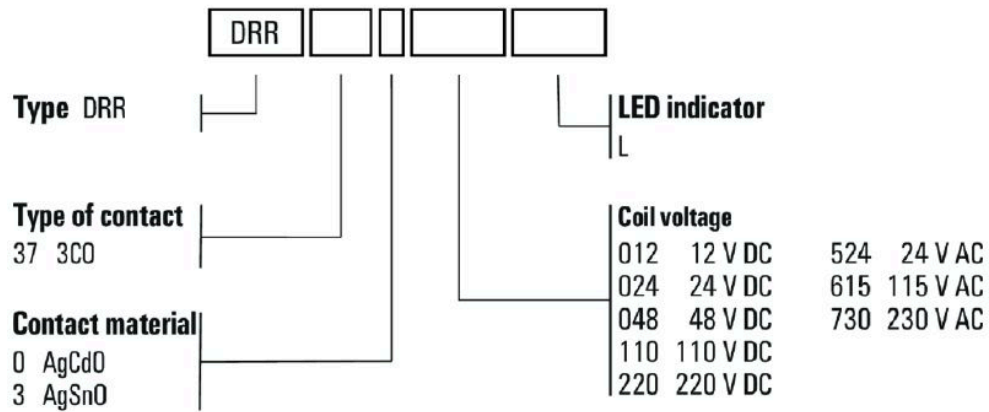 DRR
Type DRR
LED indicator
L
Type of contact
37 3CO
Contact material
0 AgCdO
3 AgSnO
Coil voltage
012 12 V DC 524 24 V AC
024 24 V DC 615 115 V AC
048 48 V DC 730 230 V AC
110 110 V DC
220 220 V DC